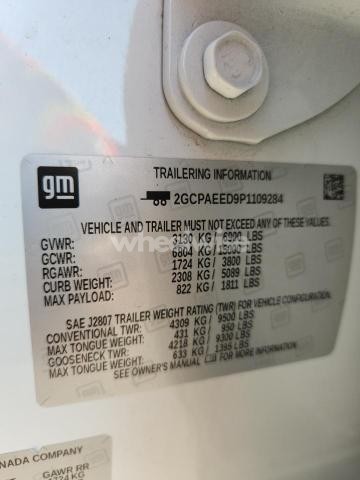 gm
TRAILERING INFORMATION
2GCPAEED9P1109284
VEHICLE AND TRAILER MUST NOT EXCEED ANY OF THESE WEIGHTS
GVWR: 3130 KG / 6900 LBS
GCWR: 6804 KG / 15000 LBS
RGAWR: 1724 KG / 3800 LBS
CURB WEIGHT: 2308 KG / 5089 LBS
MAX PAYLOAD: 822 KG / 1811 LBS
SAE J2807 TRAILER WEIGHT RATING (TWR) FOR VEHICLE CONFIGURATION.
CONVENTIONAL TWR: 4309 KG / 9500 LBS
MAX TONGUE WEIGHT: 431 KG / 950 LBS
GOOSENECK TWR: 4218 KG / 9300 LBS
MAX TONGUE WEIGHT: 633 KG / 1395 LBS
SEE OWNER'S MANUAL FOR MORE INFORMATION
NADA COMPANY
GAWR RR
1724 KG